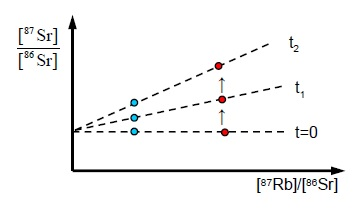 [⁸⁷Sr]
[⁸⁶Sr]
t₂
t₁
t=0
[⁸⁷Rb]/[⁸⁶Sr]